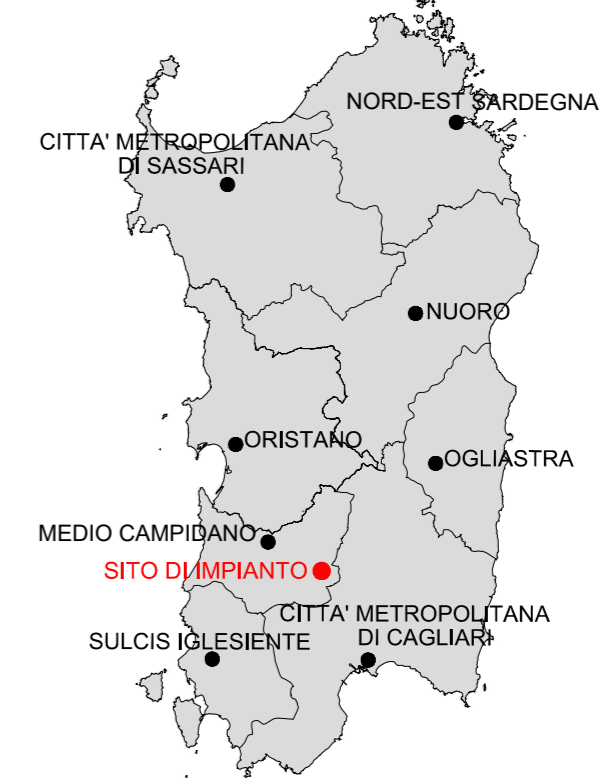 NORD-EST SARDEGNA
CITTA' METROPOLITANA
DI SASSARI
NUORO
ORISTANO
OGLIASTRA
MEDIO CAMPIDANO
SITO DI IMPIANTO
CITTA' METROPOLITANA
DI CAGLIARI
SULCIS IGLESIENTE